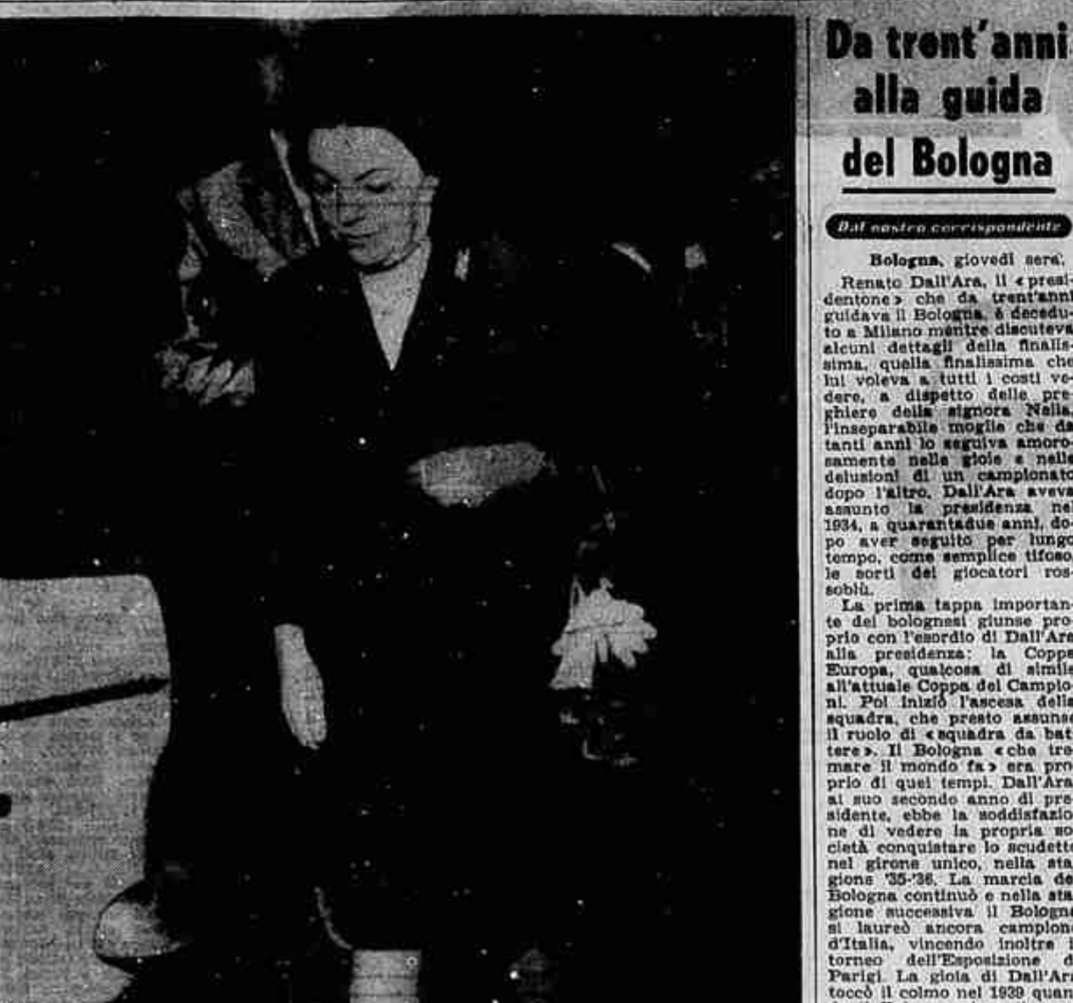 Da trent'anni
alla guida
del Bologna
Dal nostro corrispondente
Bologna, giovedì sera.
Renato Dall'Ara, il «presi-
dentone» che da trent'anni
guidava il Bologna, è decedu-
to a Milano mentre discuteva
alcuni dettagli della finalis-
sima, quella finalissima che
lui voleva a tutti i costi ve-
dere, a dispetto delle pre-
ghiere della signora Nella,
l'inseparabile moglie che da
tanti anni lo seguiva amoro-
samente nelle gioie e nelle
delusioni di un campionato
dopo l'altro. Dall'Ara aveva
assunto la presidenza nel
1934, a quarantadue anni, do-
po aver seguito per lungo
tempo, come semplice tifoso,
le sorti dei giocatori ros-
soblù.
La prima tappa importan-
te dei bolognesi giunse pro-
prio con l'esordio di Dall'Ara
alla presidenza: la Coppa
Europa, qualcosa di simile
all'attuale Coppa dei Campio-
ni. Poi iniziò l'ascesa della
squadra, che presto assunse
il ruolo di «squadra da bat
tere». Il Bologna «che tre
mare il mondo fa» era pro
prio di quei tempi. Dall'Ara
al suo secondo anno di pre
sidente, ebbe la soddisfazio
ne di vedere la propria so
cietà conquistare lo scudetto
nel girone unico, nella sta
gione '35-'36. La marcia de
Bologna continuò e nella sta
gione successiva il Bologna
si laureò ancora campione
d'Italia, vincendo inoltre i
torneo dell'Esposizione d
Parigi. La gioia di Dall'Ara
toccò il colmo nel 1939 quan